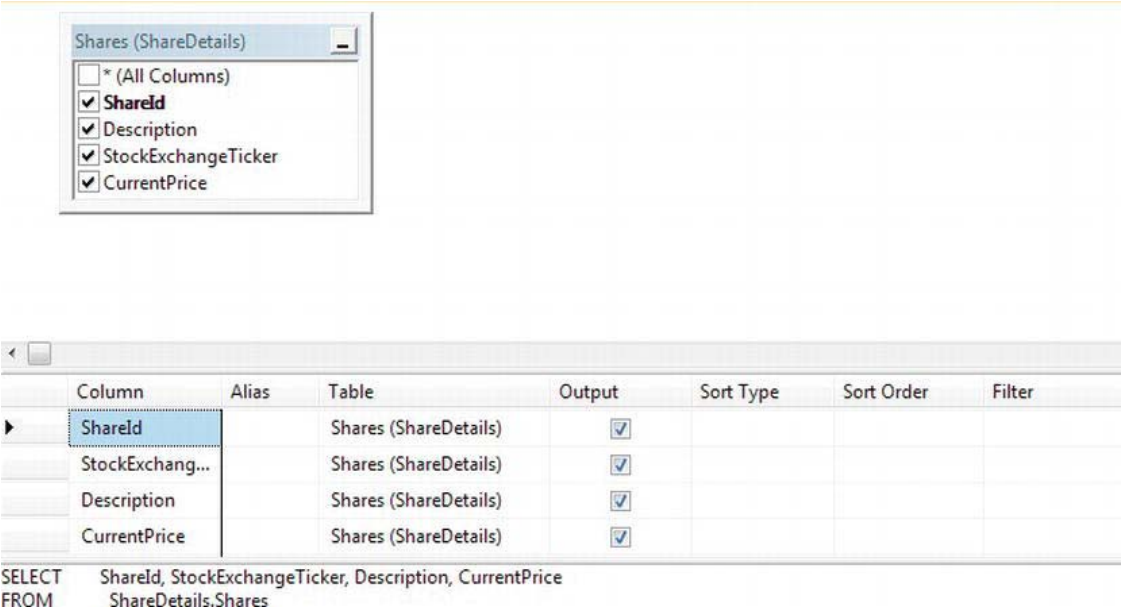 Shares (ShareDetails)
* (All Columns)
ShareId
Description
StockExchangeTicker
CurrentPrice
Column Alias Table Output Sort Type Sort Order Filter
ShareId Shares (ShareDetails)
StockExchang... Shares (ShareDetails)
Description Shares (ShareDetails)
CurrentPrice Shares (ShareDetails)
SELECT ShareId, StockExchangeTicker, Description, CurrentPrice
FROM ShareDetails.Shares